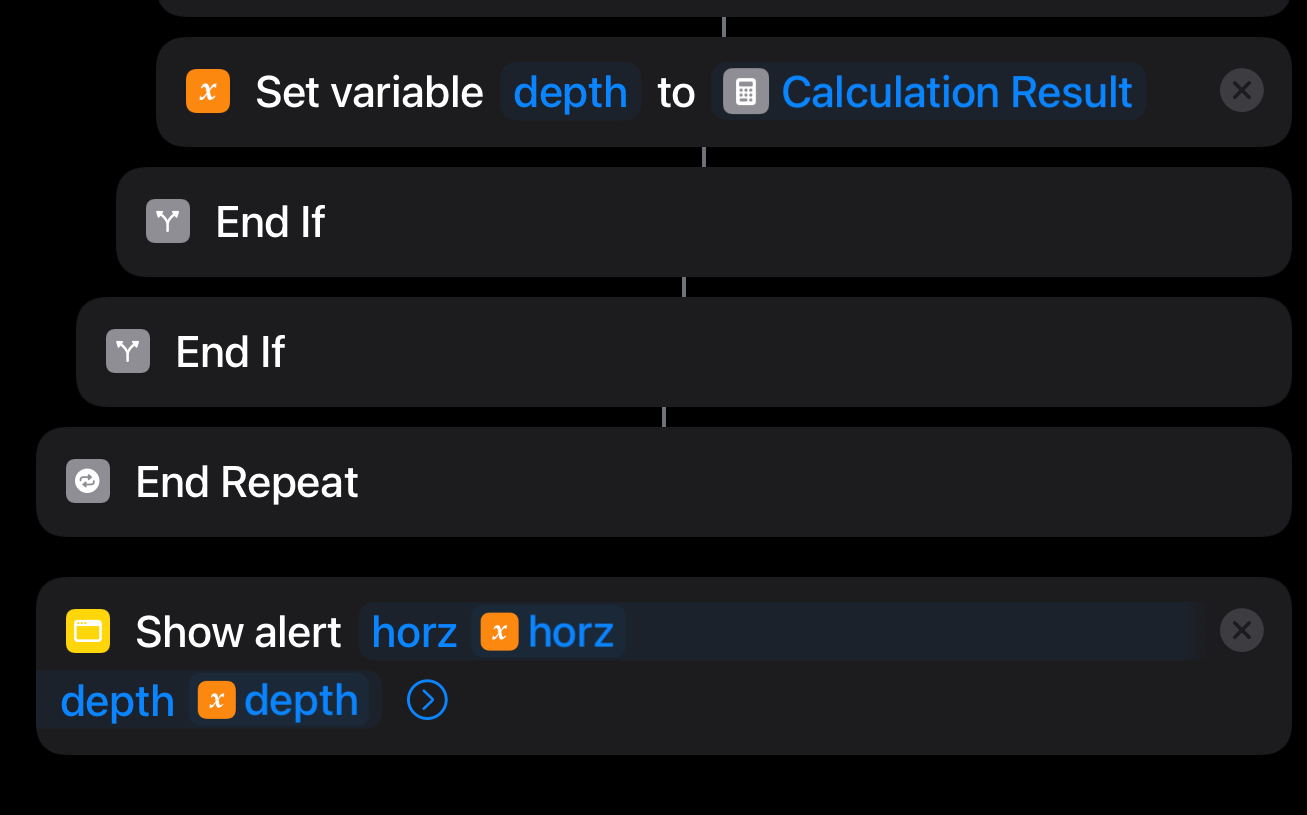 Set variable depth to Calculation Result
End If
End If
End Repeat
Show alert horz x horz
depth x depth